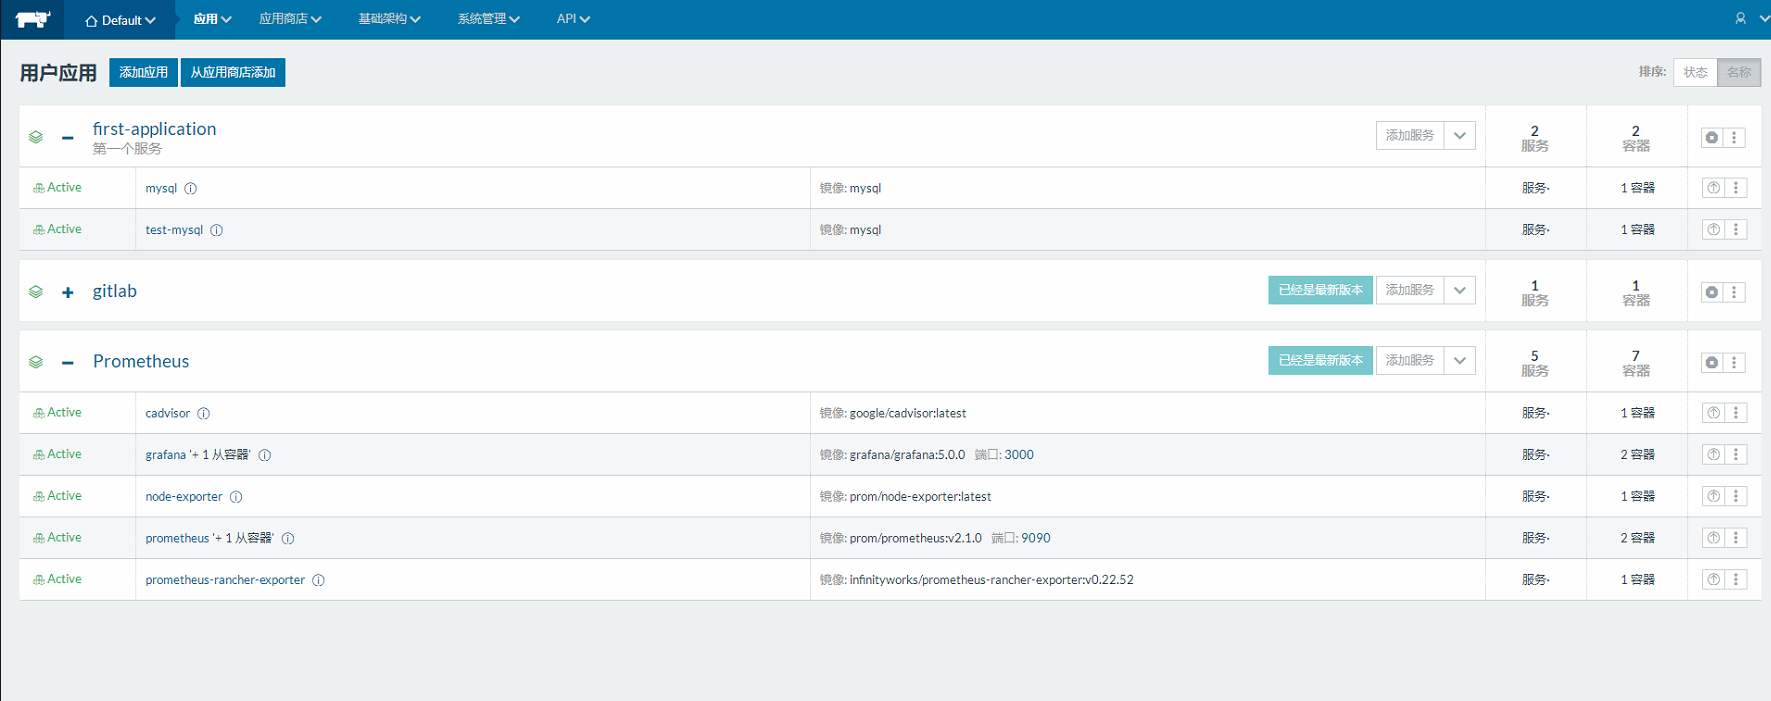 Default 应用 应用商店 基础架构 系统管理 API
用户应用 添加应用 从应用商店添加 排序: 状态 名称
first-application 添加服务 2 2
第一个服务 服务 容器
Active mysql 镜像: mysql 服务· 1 容器
Active test-mysql 镜像: mysql 服务· 1 容器
gitlab 已经是最新版本 添加服务 1 1
服务 容器
Prometheus 已经是最新版本 添加服务 5 7
服务 容器
Active cadvisor 镜像: google/cadvisor:latest 服务· 1 容器
Active grafana '+ 1 从容器' 镜像: grafana/grafana:5.0.0 端口: 3000 服务· 2 容器
Active node-exporter 镜像: prom/node-exporter:latest 服务· 1 容器
Active prometheus '+ 1 从容器' 镜像: prom/prometheus:v2.1.0 端口: 9090 服务· 2 容器
Active prometheus-rancher-exporter 镜像: infinityworks/prometheus-rancher-exporter:v0.22.52 服务· 1 容器